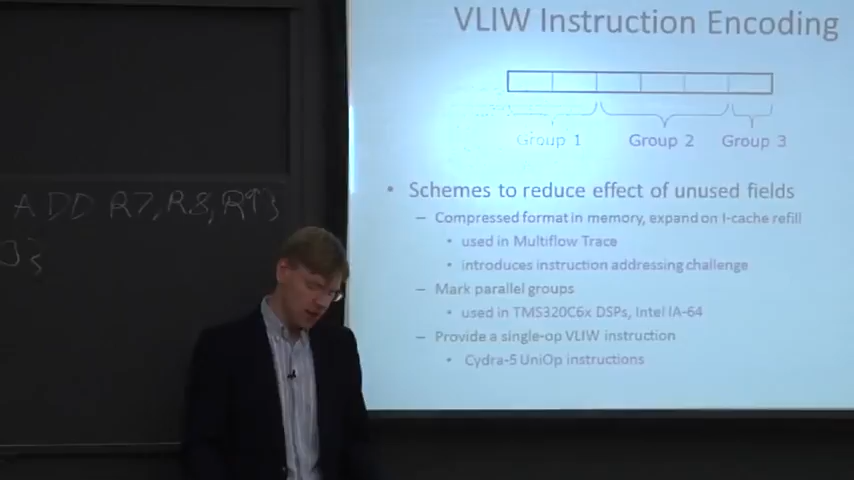 VLIW Instruction Encoding
Group 1 Group 2 Group 3
• Schemes to reduce effect of unused fields
– Compressed format in memory, expand on I-cache refill
• used in Multiflow Trace
• introduces instruction addressing challenge
– Mark parallel groups
• used in TMS320C6x DSPs, Intel IA-64
– Provide a single-op VLIW instruction
• Cydra-5 UniOp instructions
ADD R7, R8, R9}